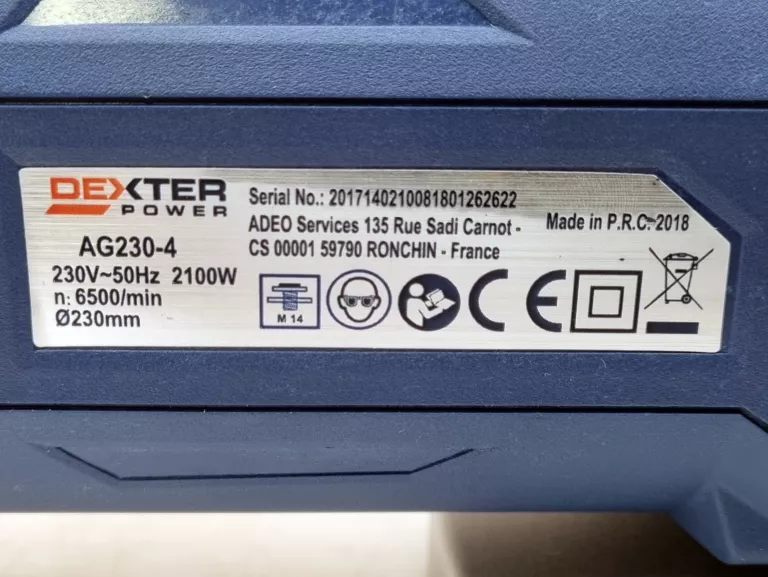 DEXTER
POWER
AG230-4
230V~50Hz 2100W
n: 6500/min
Ø230mm
Serial No.: 2017140210081801262622
ADEO Services 135 Rue Sadi Carnot -
CS 00001 59790 RONCHIN - France
Made in P.R.C. 2018
M 14
CE